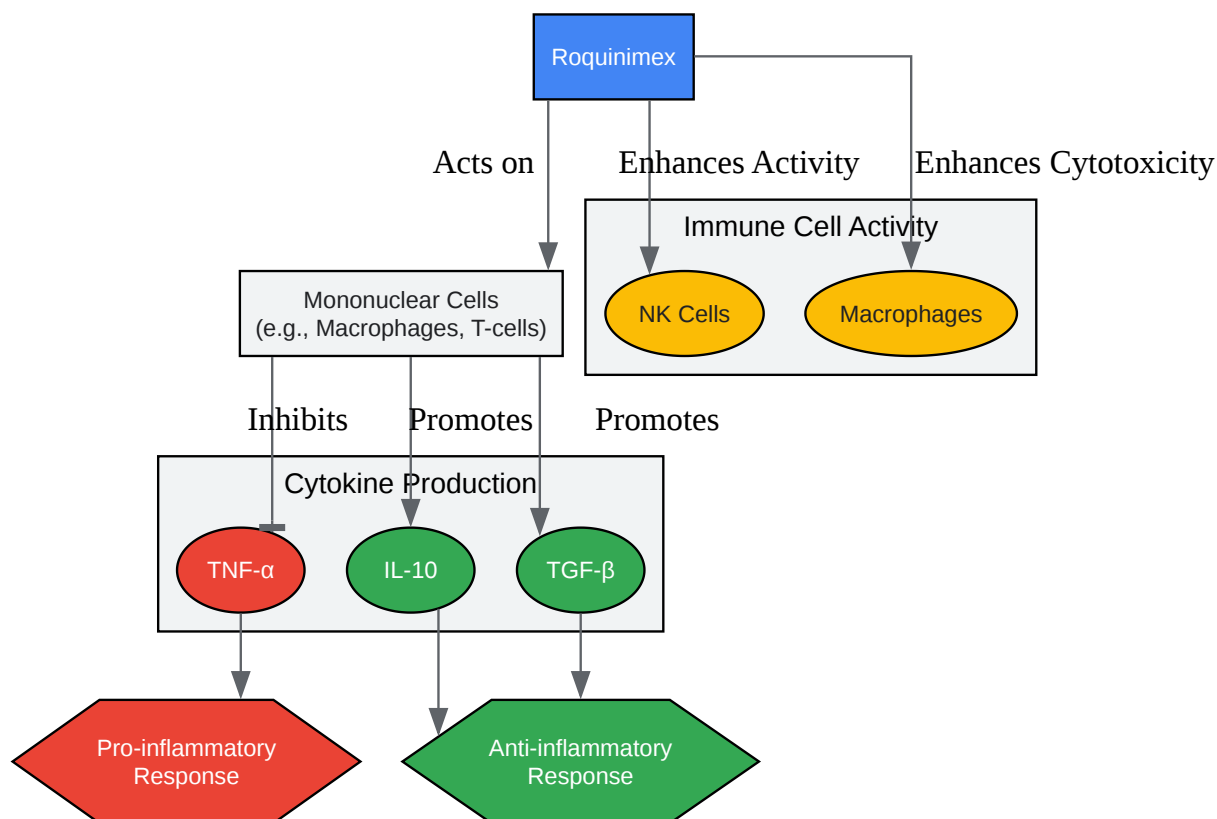 Roquinimex
Acts on
Enhances Activity
Enhances Cytotoxicity
Immune Cell Activity
Mononuclear Cells
(e.g., Macrophages, T-cells)
NK Cells
Macrophages
Inhibits
Promotes
Promotes
Cytokine Production
TNF-α
IL-10
TGF-β
Pro-inflammatory
Response
Anti-inflammatory
Response